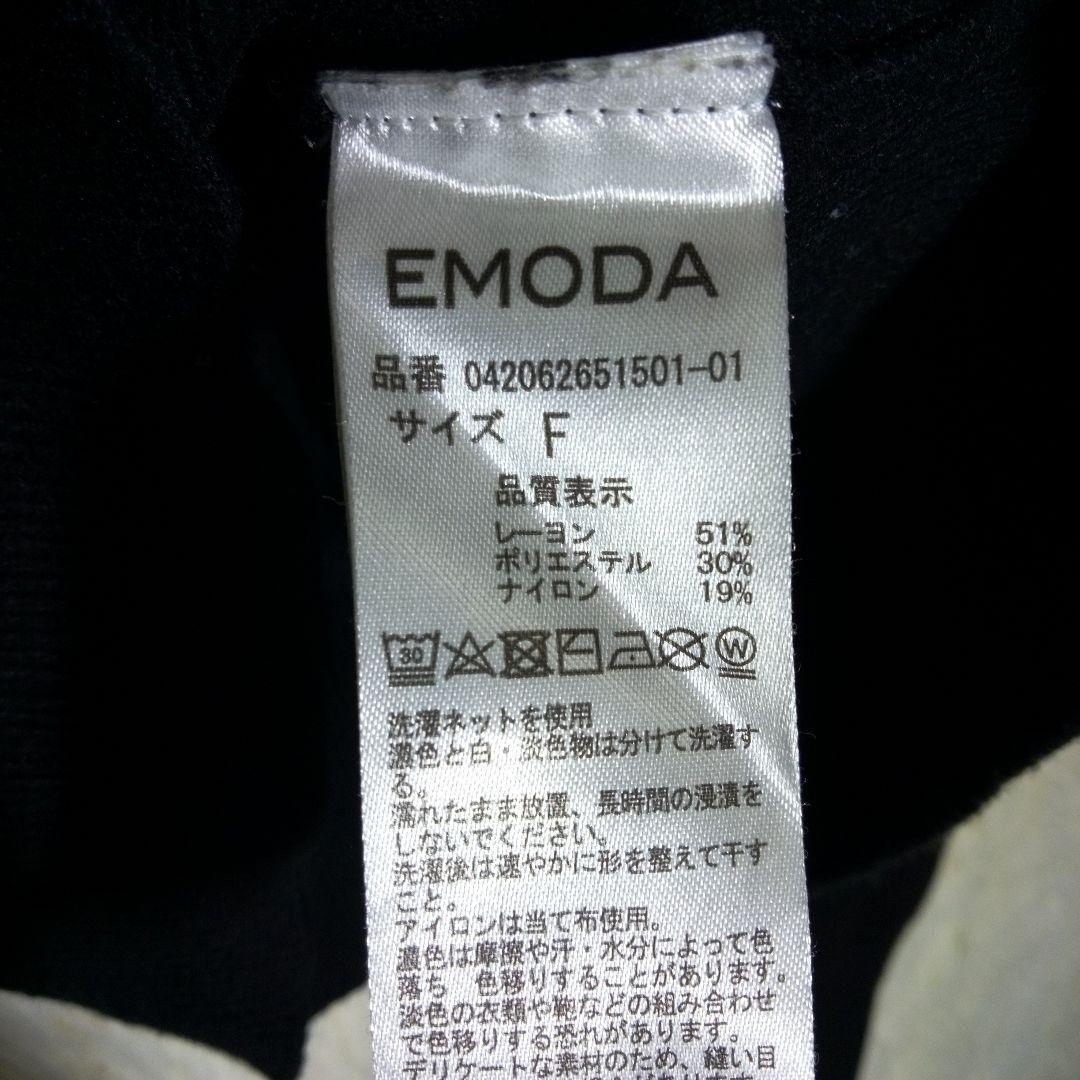 EMODA
品番 042062651501-01
サイズ F
品質表示
レーヨン 51%
ポリエステル 30%
ナイロン 19%
30 W
洗濯ネットを使用
濃色と白・淡色物は分けて洗濯す
る。
濡れたまま放置、長時間の浸漬を
しないでください。
洗濯後は速やかに形を整えて干す
こと。
アイロンは当て布使用。
濃色は摩擦や汗・水分によって色
落ち 色移りすることがあります。
淡色の衣類や鞄などの組み合わせ
で色移りする恐れがあります。
デリケートな素材のため、縫い目